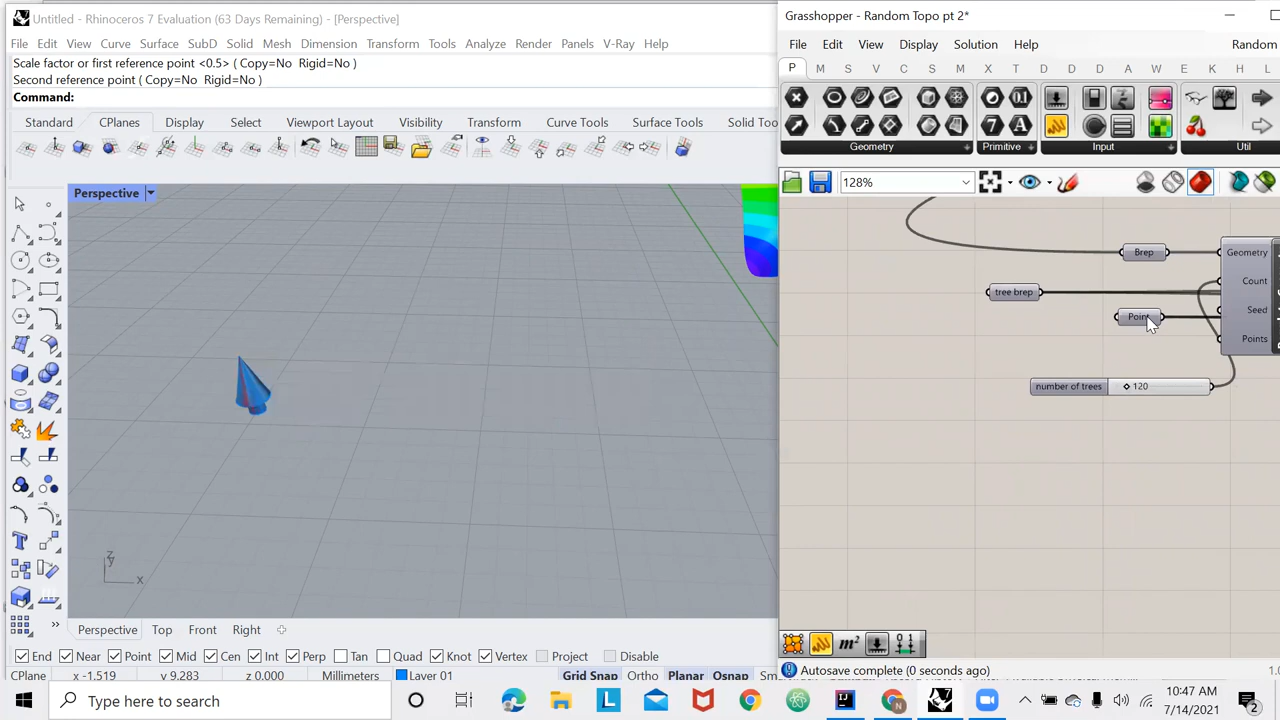 Untitled - Rhinoceros 7 Evaluation (63 Days Remaining) - [Perspective]
File Edit View Curve Surface SubD Solid Mesh Dimension Transform Tools Analyze Render Panels V-Ray Help
Scale factor or first reference point <0.5> ( Copy=No Rigid=No )
Second reference point ( Copy=No Rigid=No )
Command:
Standard CPlanes Display Select Viewport Layout Visibility Transform Curve Tools Surface Tools Solid Too
Perspective
z
y
x
Perspective Top Front Right
End Near Point Mid Cen Int Perp Tan Quad Knot Vertex Project Disable
CPlane x -1.519 y 9.283 z 0.000 Millimeters Layer 01 Grid Snap Ortho Planar Osnap Sm
Grasshopper - Random Topo pt 2*
File Edit View Display Solution Help Random
P M S V C S M X T D D D A W E K H L
Geometry Primitive Input Util
128%
Brep
Geometry
Count
tree brep
Seed
Points
number of trees 120
Autosave complete (0 seconds ago)
Type here to search
10:47 AM
7/14/2021
2